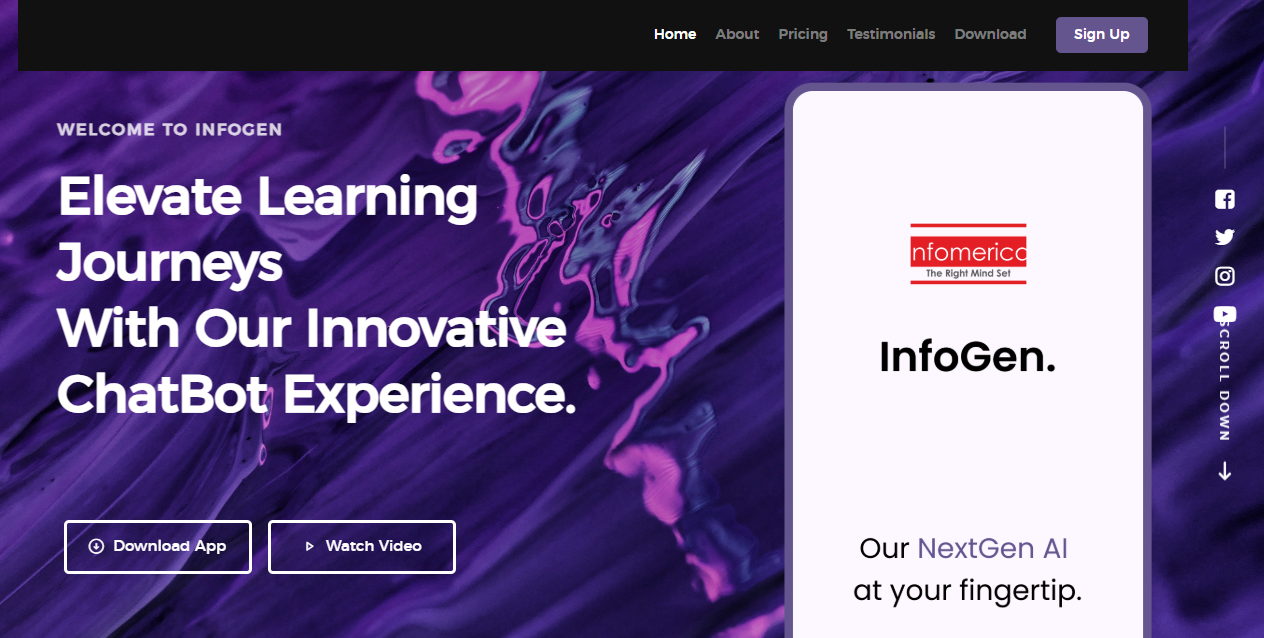 Home About Pricing Testimonials Download Sign Up
WELCOME TO INFOGEN
Elevate Learning
Journeys
With Our Innovative
ChatBot Experience.
Download App Watch Video
nfomeric
The Right Mind Set
InfoGen.
Our NextGen AI
at your fingertip.
SCROLL DOWN